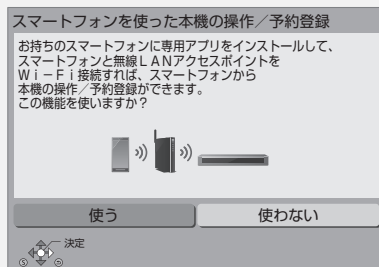 スマートフォンを使った本機の操作／予約登録
お持ちのスマートフォンに専用アプリをインストールして、
スマートフォンと無線ＬＡＮアクセスポイントを
Ｗｉ－Ｆｉ接続すれば、スマートフォンから
本機の操作／予約登録ができます。
この機能を使いますか？
使う
使わない
決定